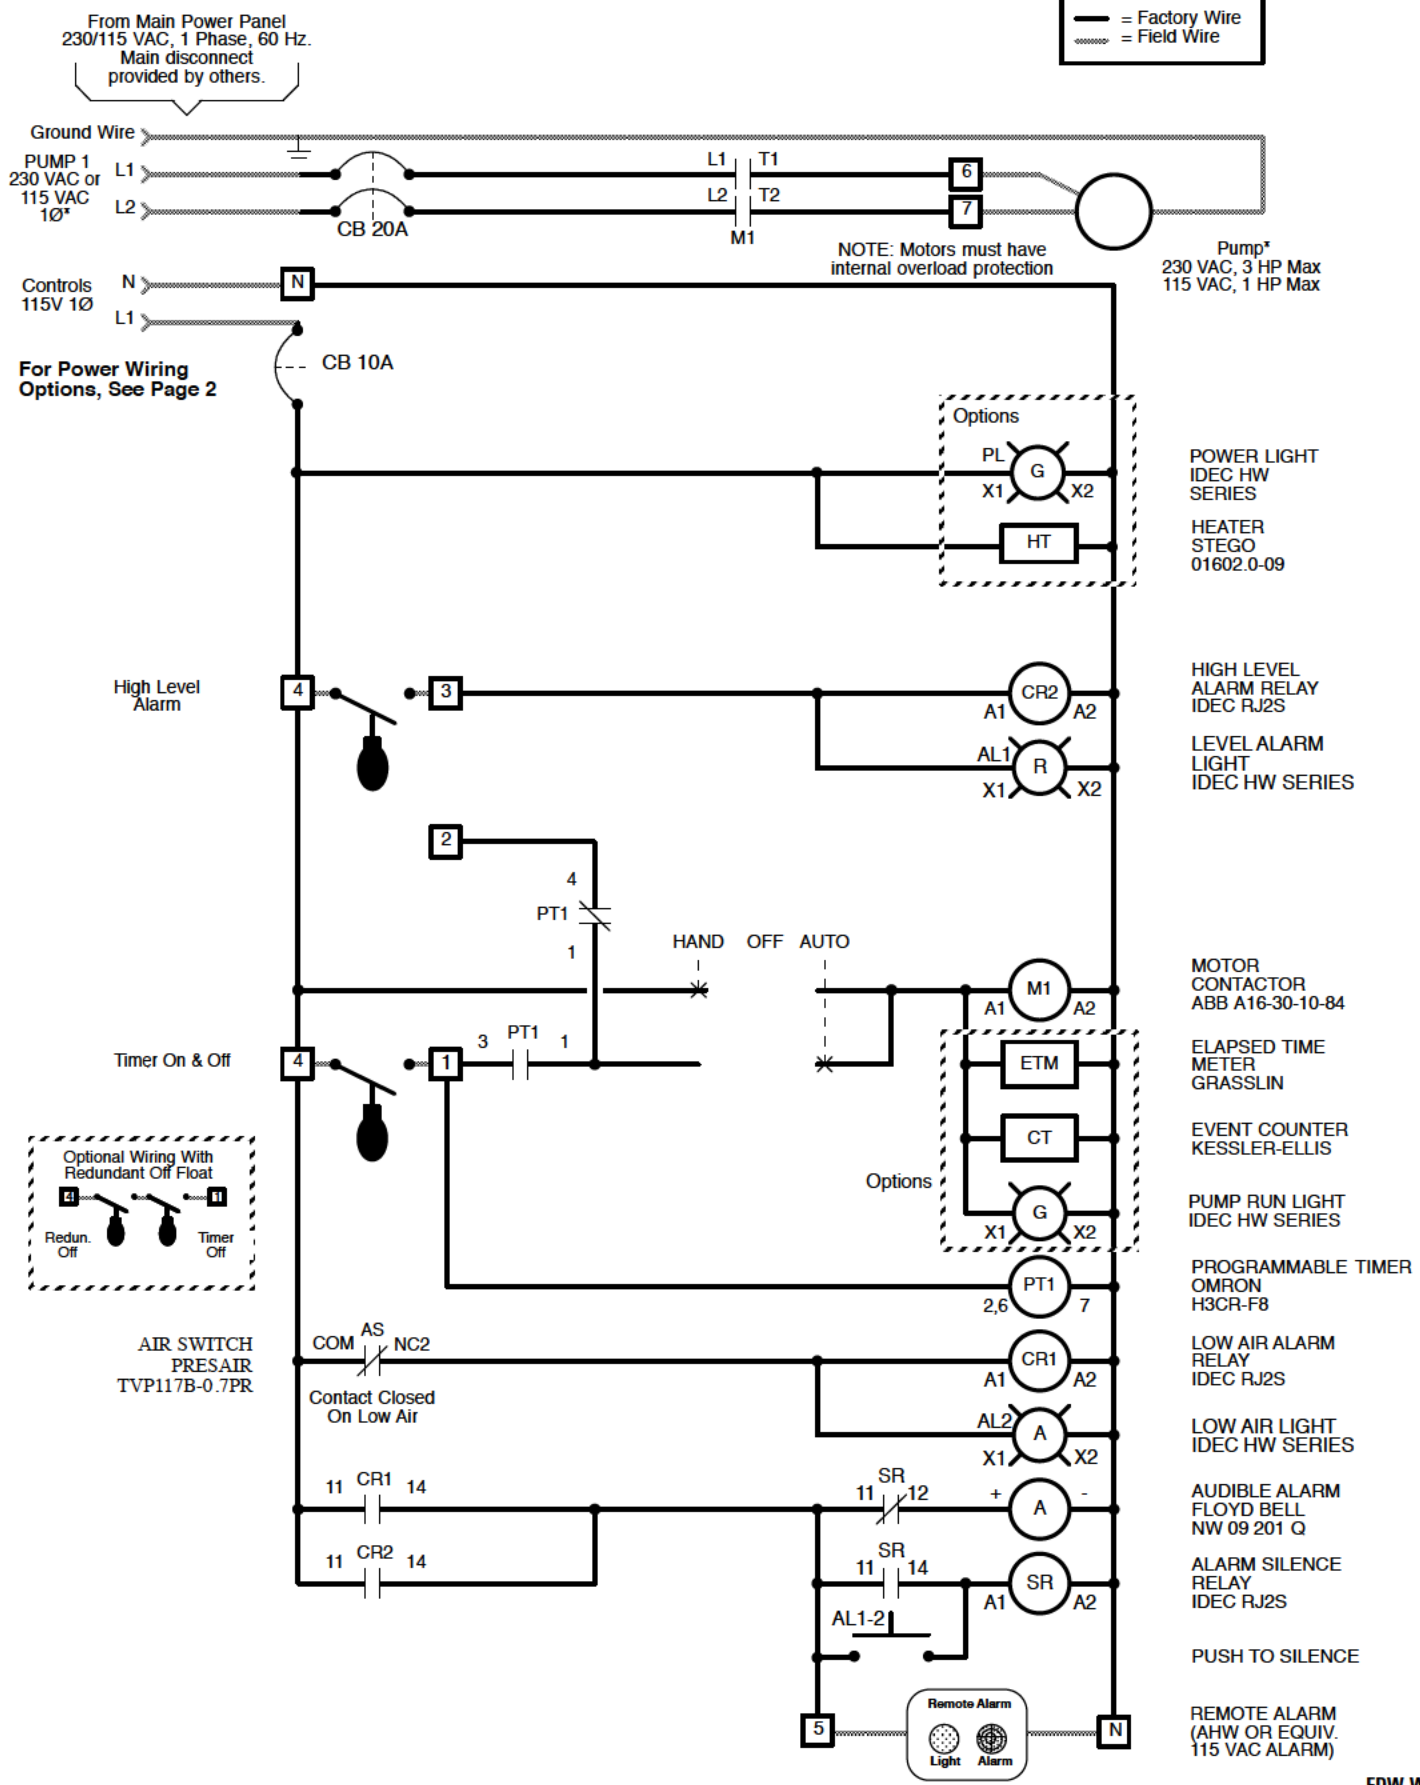 From Main Power Panel
230/115 VAC, 1 Phase, 60 Hz.
Main disconnect
provided by others.
= Factory Wire
= Field Wire
Ground Wire
PUMP 1
230 VAC or
115 VAC
1Ø*
L1
L2
CB 20A
L1 T1
L2 T2
M1
6
7
NOTE: Motors must have
internal overload protection
Pump*
230 VAC, 3 HP Max
115 VAC, 1 HP Max
Controls
115V 1Ø
N
N
L1
CB 10A
For Power Wiring
Options, See Page 2
Options
PL
G
X1 X2
POWER LIGHT
IDEC HW
SERIES
HT
HEATER
STEGO
01602.0-09
High Level
Alarm
4
3
CR2
A1 A2
HIGH LEVEL
ALARM RELAY
IDEC RJ2S
AL1
R
X1 X2
LEVEL ALARM
LIGHT
IDEC HW SERIES
2
4
PT1
1
HAND OFF AUTO
M1
A1 A2
MOTOR
CONTACTOR
ABB A16-30-10-84
Timer On & Off
4
1
3 PT1 1
ETM
ELAPSED TIME
METER
GRASSLIN
CT
EVENT COUNTER
KESSLER-ELLIS
Options
G
X1 X2
PUMP RUN LIGHT
IDEC HW SERIES
Optional Wiring With
Redundant Off Float
4
1
Redun.
Off
Timer
Off
PT1
2,6 7
PROGRAMMABLE TIMER
OMRON
H3CR-F8
AIR SWITCH
PRESAIR
TVP117B-0.7PR
COM AS NC2
Contact Closed
On Low Air
CR1
A1 A2
LOW AIR ALARM
RELAY
IDEC RJ2S
AL2
A
X1 X2
LOW AIR LIGHT
IDEC HW SERIES
11 CR1 14
SR
11 12
+ A -
AUDIBLE ALARM
FLOYD BELL
NW 09 201 Q
11 CR2 14
SR
11 14
SR
A1 A2
ALARM SILENCE
RELAY
IDEC RJ2S
AL1-2
PUSH TO SILENCE
5
Remote Alarm
Light Alarm
N
REMOTE ALARM
(AHW OR EQUIV.
115 VAC ALARM)